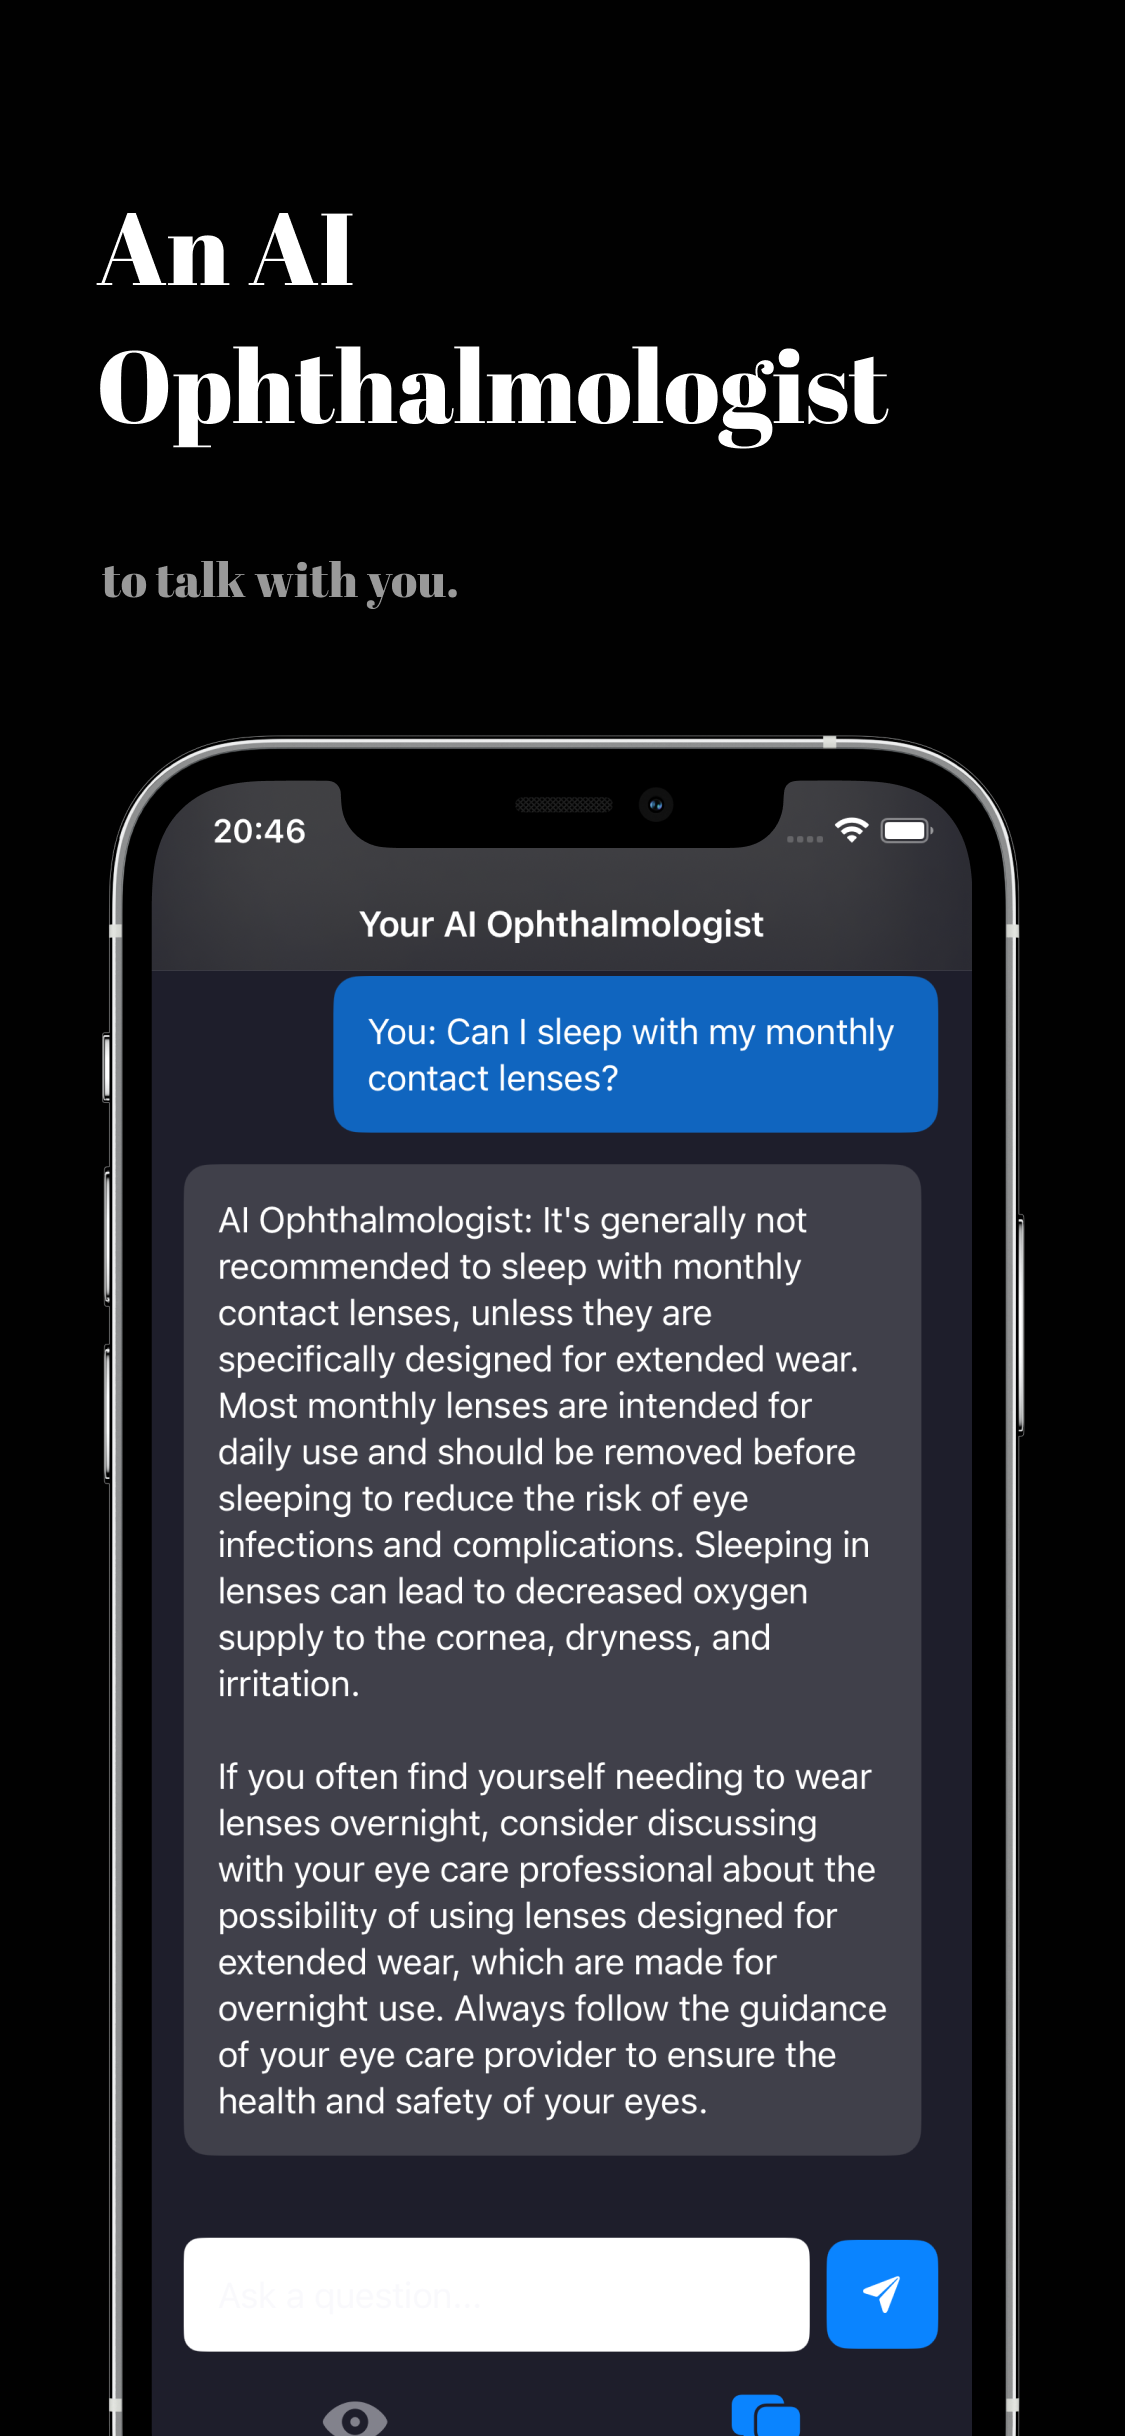 An AI
Ophthalmologist
to talk with you.
20:46
Your AI Ophthalmologist
You: Can I sleep with my monthly
contact lenses?
AI Ophthalmologist: It's generally not
recommended to sleep with monthly
contact lenses, unless they are
specifically designed for extended wear.
Most monthly lenses are intended for
daily use and should be removed before
sleeping to reduce the risk of eye
infections and complications. Sleeping in
lenses can lead to decreased oxygen
supply to the cornea, dryness, and
irritation.
If you often find yourself needing to wear
lenses overnight, consider discussing
with your eye care professional about the
possibility of using lenses designed for
extended wear, which are made for
overnight use. Always follow the guidance
of your eye care provider to ensure the
health and safety of your eyes.
Ask a question...